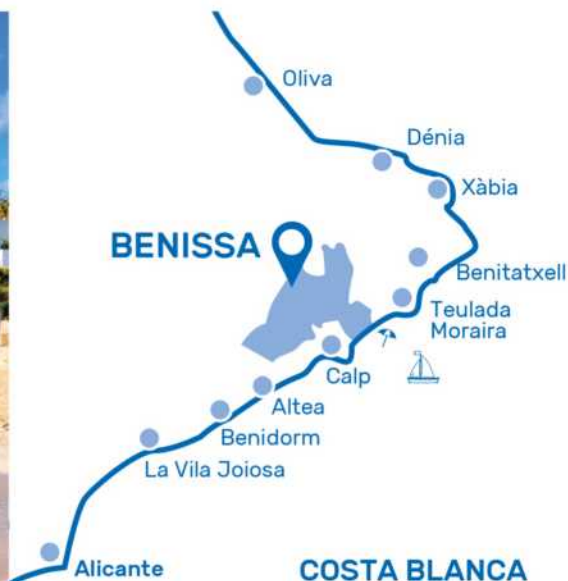 Oliva
Dénia
Xàbia
BENISSA
Benitatxell
Teulada
Moraira
Calp
Altea
Benidorm
La Vila Joiosa
Alicante
COSTA BLANCA